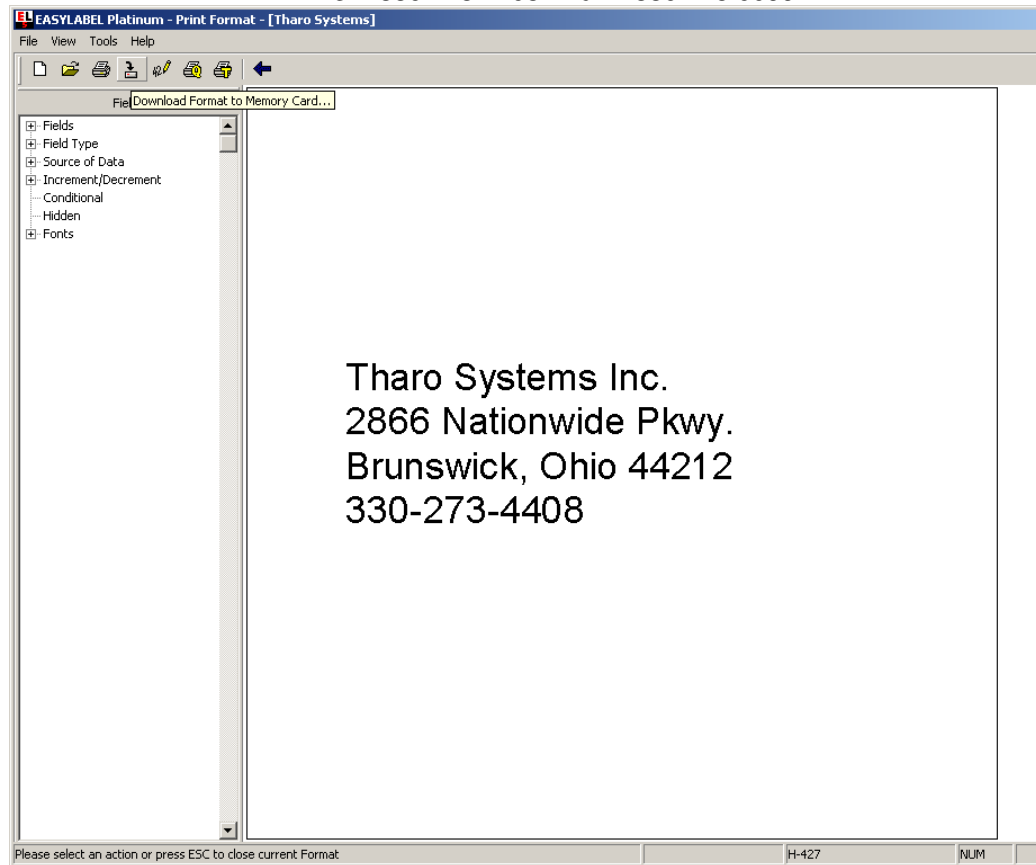 EASYLABEL Platinum - Print Format - [Tharo Systems]
File View Tools Help
Download Format to Memory Card...
Fields
Field Type
Source of Data
Increment/Decrement
Conditional
Hidden
Fonts
Tharo Systems Inc.
2866 Nationwide Pkwy.
Brunswick, Ohio 44212
330-273-4408
Please select an action or press ESC to close current Format H-427 NUM